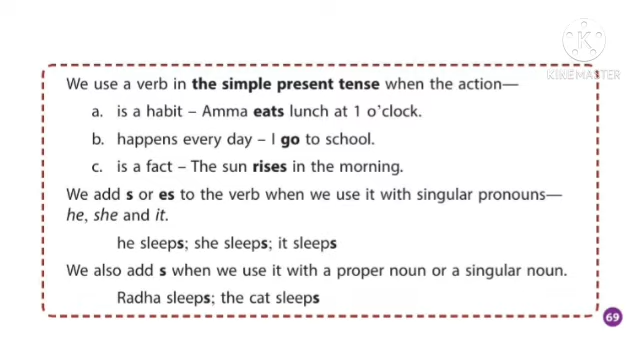 We use a verb in the simple present tense when the action—
a. is a habit – Amma eats lunch at 1 o'clock.
b. happens every day – I go to school.
c. is a fact – The sun rises in the morning.
We add s or es to the verb when we use it with singular pronouns—
he, she and it.
he sleeps; she sleeps; it sleeps
We also add s when we use it with a proper noun or a singular noun.
Radha sleeps; the cat sleeps
69
K
KINEMASTER